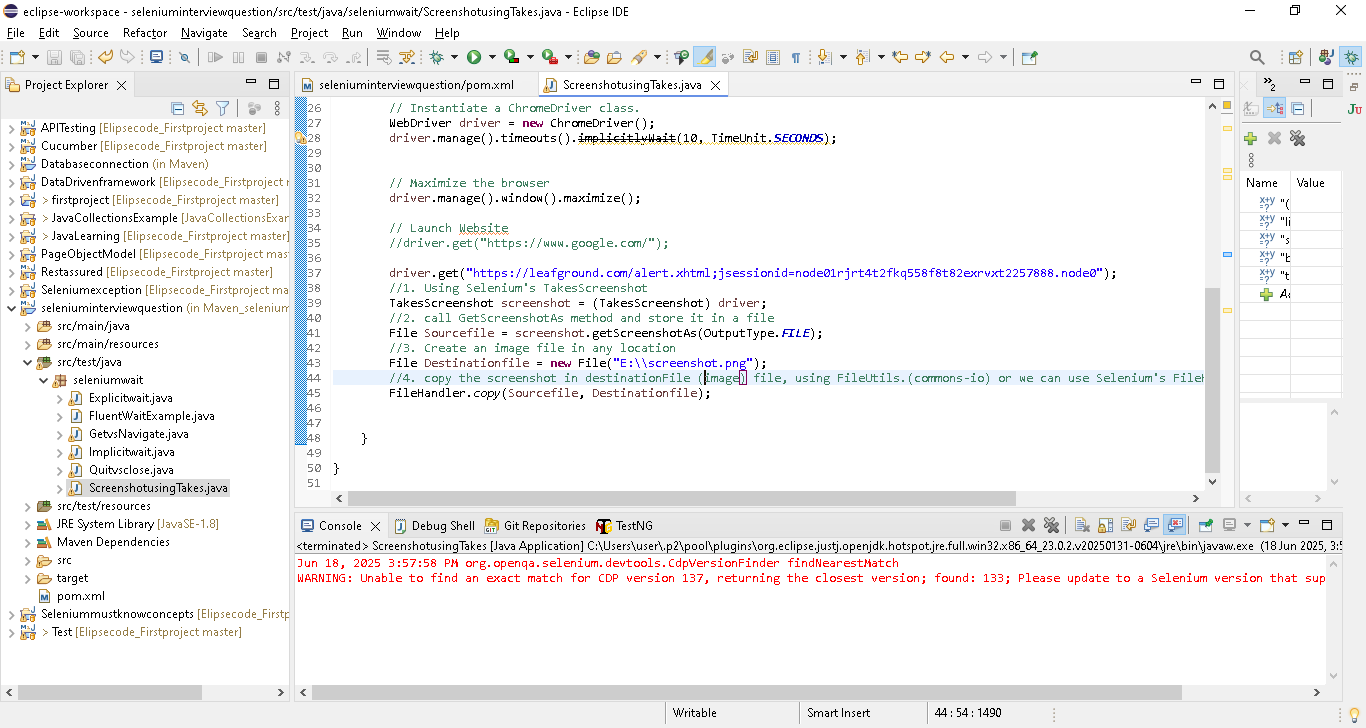 eclipse-workspace - seleniuminterviewquestion/src/test/java/seleniumwait/ScreenshotusingTakes.java - Eclipse IDE
File Edit Source Refactor Navigate Search Project Run Window Help
Project Explorer
seleniuminterviewquestion/pom.xml
ScreenshotusingTakes.java
APITesting [Elipsecode_Firstproject master]
Cucumber [Elipsecode_Firstproject master]
Databaseconnection (in Maven)
DataDrivenframework [Elipsecode_Firstproject r
> firstproject [Elipsecode_Firstproject master]
> JavaCollectionsExample [JavaCollectionsExar
> JavaLearning [Elipsecode_Firstproject master]
PageObjectModel [Elipsecode_Firstproject mas
Restassured [Elipsecode_Firstproject master]
Seleniumexception [Elipsecode_Firstproject mas
seleniuminterviewquestion (in Maven_selenium
src/main/java
src/main/resources
src/test/java
seleniumwait
Explicitwait.java
FluentWaitExample.java
GetvsNavigate.java
Implicitwait.java
Quitvsclose.java
ScreenshotusingTakes.java
src/test/resources
JRE System Library [JavaSE-1.8]
Maven Dependencies
src
target
pom.xml
Seleniummustknowconcepts [Elipsecode_Firstp
> Test [Elipsecode_Firstproject master]
26 // Instantiate a ChromeDriver class.
27 WebDriver driver = new ChromeDriver();
28 driver.manage().timeouts().implicitlyWait(10, TimeUnit.SECONDS);
29
30
31 // Maximize the browser
32 driver.manage().window().maximize();
33
34 // Launch Website
35 //driver.get("https://www.google.com/");
36
37 driver.get("https://leafground.com/alert.xhtml;jsessionid=node01rjrt4t2fkq558f8t82exrvxt2257888.node0");
38 //1. Using Selenium's TakesScreenshot
39 TakesScreenshot screenshot = (TakesScreenshot) driver;
40 //2. call GetScreenshotAs method and store it in a file
41 File Sourcefile = screenshot.getScreenshotAs(OutputType.FILE);
42 //3. Create an image file in any location
43 File Destinationfile = new File("E:\\screenshot.png");
44 //4. copy the screenshot in destinationFile (image) file, using FileUtils.(commons-io) or we can use Selenium's FileH
45 FileHandler.copy(Sourcefile, Destinationfile);
46
47
48 }
49
50 }
51
Name Value
"(
"li
"s
"b
"t
Ac
Console Debug Shell Git Repositories TestNG
<terminated> ScreenshotusingTakes [Java Application] C:\Users\user\.p2\pool\plugins\org.eclipse.justj.openjdk.hotspot.jre.full.win32.x86_64_23.0.2.v20250131-0604\jre\bin\javaw.exe (18 Jun 2025, 3:5
Jun 18, 2025 3:57:58 PM org.openqa.selenium.devtools.CdpVersionFinder findNearestMatch
WARNING: Unable to find an exact match for CDP version 137, returning the closest version; found: 133; Please update to a Selenium version that sup
Writable Smart Insert 44 : 54 : 1490